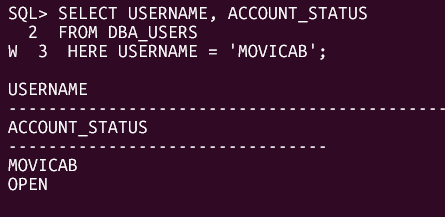 SQL> SELECT USERNAME, ACCOUNT_STATUS
  2  FROM DBA_USERS
W  3  HERE USERNAME = 'MOVICAB';

USERNAME
--------------------------------------------
ACCOUNT_STATUS
--------------------------------
MOVICAB
OPEN